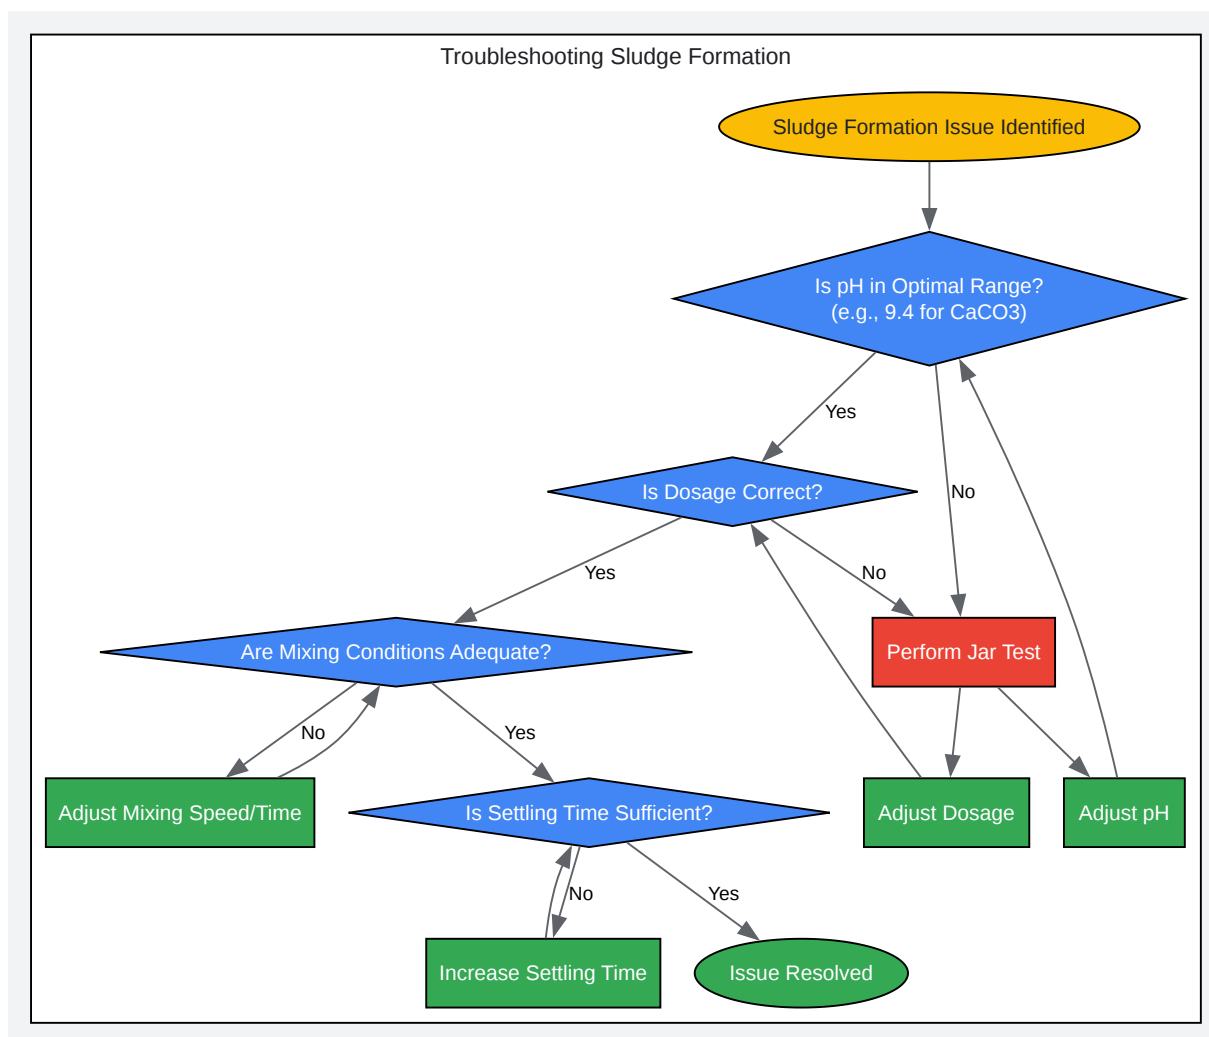 Troubleshooting Sludge Formation
Sludge Formation Issue Identified
Is pH in Optimal Range?
(e.g., 9.4 for CaCO3)
Yes
No
Is Dosage Correct?
Yes
No
Are Mixing Conditions Adequate?
Perform Jar Test
No
Yes
Adjust Mixing Speed/Time
Is Settling Time Sufficient?
Adjust Dosage
Adjust pH
No
Yes
Increase Settling Time
Issue Resolved